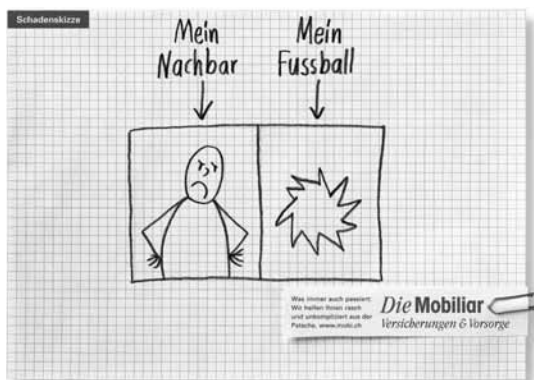 Schadenskizze
Mein
Nachbar
Mein
Fussball
Was immer auch passiert:
Wir helfen Ihnen rasch
und unkompliziert aus der
Patsche. www.mobi.ch
Die Mobiliar
Versicherungen & Vorsorge